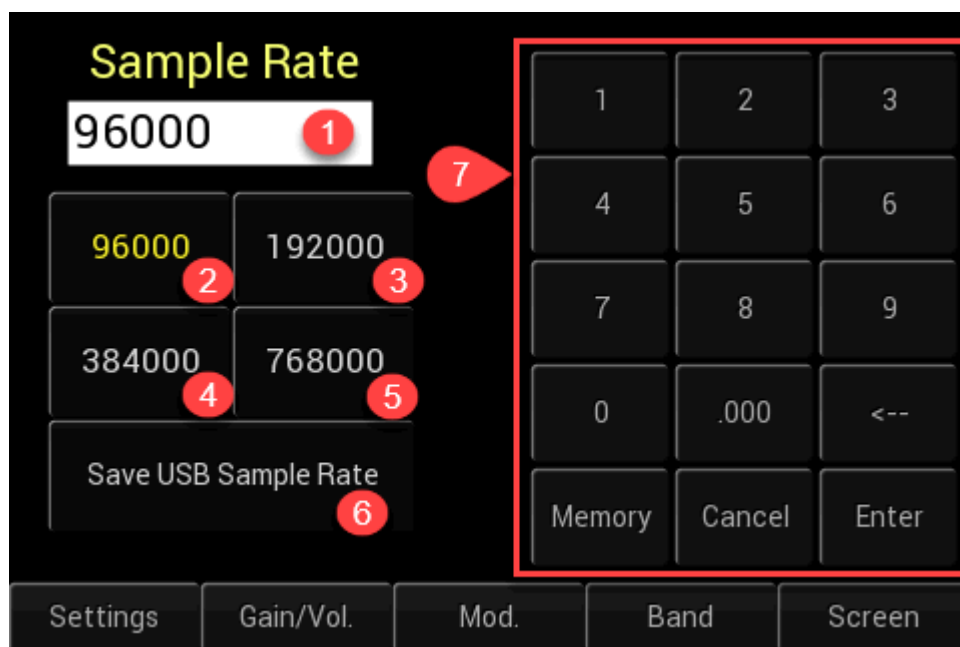 Sample Rate
96000 1
96000 2
192000 3
384000 4
768000 5
Save USB Sample Rate 6
7
1 2 3
4 5 6
7 8 9
0 .000 <--
Memory Cancel Enter
Settings Gain/Vol. Mod. Band Screen